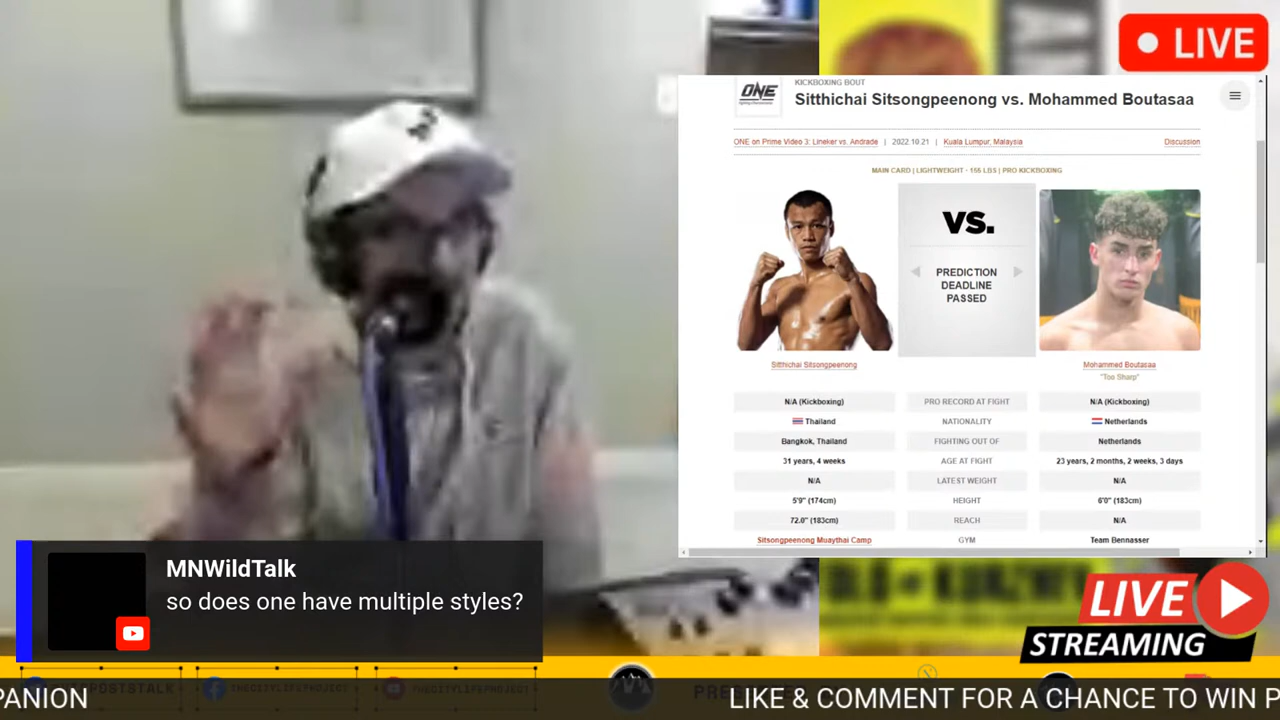 LIVE
ONE
KICKBOXING BOUT
Sitthichai Sitsongpeenong vs. Mohammed Boutasaa
ONE on Prime Video 3: Lineker vs. Andrade | 2022.10.21 | Kuala Lumpur, Malaysia
Discussion
MAIN CARD | LIGHTWEIGHT · 155 LBS | PRO KICKBOXING
VS.
PREDICTION
DEADLINE
PASSED
Sitthichai Sitsongpeenong
Mohammed Boutasaa
"Too Sharp"
N/A (Kickboxing) PRO RECORD AT FIGHT N/A (Kickboxing)
Thailand NATIONALITY Netherlands
Bangkok, Thailand FIGHTING OUT OF Netherlands
31 years, 4 weeks AGE AT FIGHT 23 years, 2 months, 2 weeks, 3 days
N/A LATEST WEIGHT N/A
5'9" (174cm) HEIGHT 6'0" (183cm)
72.0" (183cm) REACH N/A
Sitsongpeenong Muaythai Camp GYM Team Bennasser
MNWildTalk
so does one have multiple styles?
LIVE
STREAMING
THECITYLIFEPROJECT
THECITYLIFEPROJECT
PANION
LIKE & COMMENT FOR A CHANCE TO WIN P